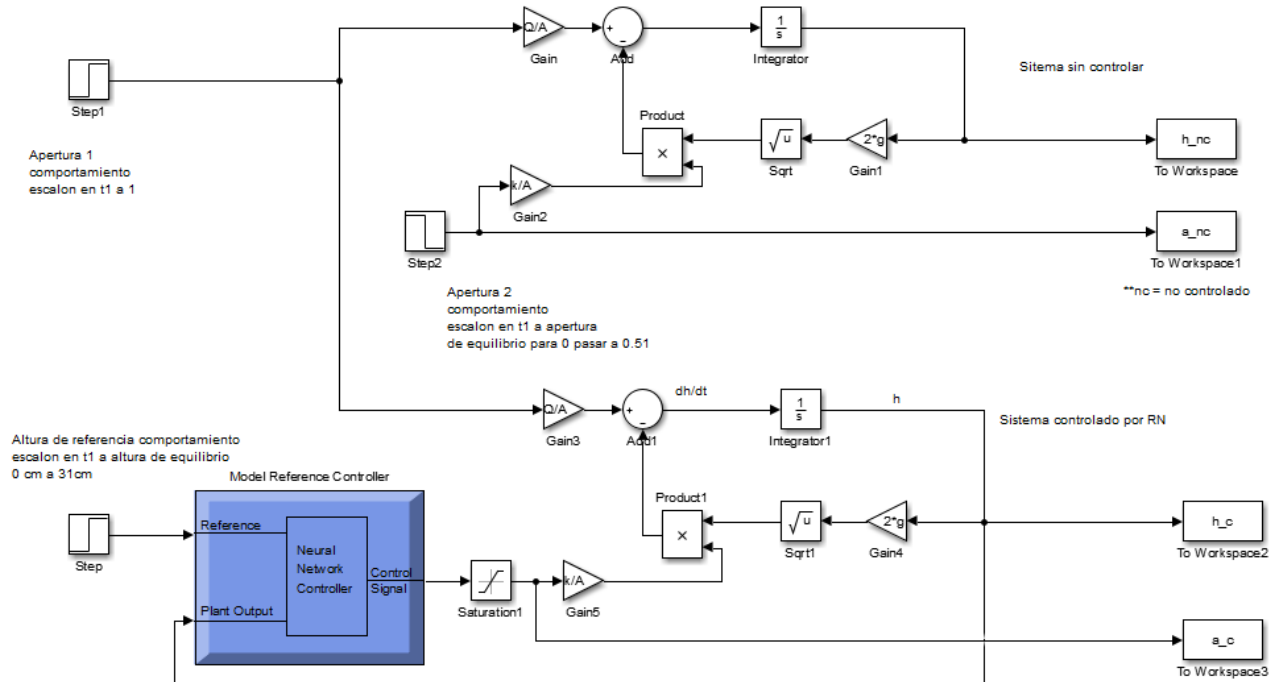 Q/A
Gain
+
-
Add
1
s
Integrator
Sitema sin controlar
Step1
Apertura 1
comportamiento
escalon en t1 a 1
Product
×
√u
Sqrt
2*g
Gain1
h_nc
To Workspace
k/A
Gain2
Step2
a_nc
To Workspace1
**nc = no controlado
Apertura 2
comportamiento
escalon en t1 a apertura
de equilibrio para 0 pasar a 0.51
Q/A
Gain3
+
-
Add1
dh/dt
1
s
Integrator1
h
Sistema controlado por RN
Altura de referencia comportamiento
escalon en t1 a altura de equilibrio
0 cm a 31cm
Model Reference Controller
Step
Reference
Neural
Network
Controller
Control
Signal
Plant Output
Saturation1
k/A
Gain5
Product1
×
√u
Sqrt1
2*g
Gain4
h_c
To Workspace2
a_c
To Workspace3